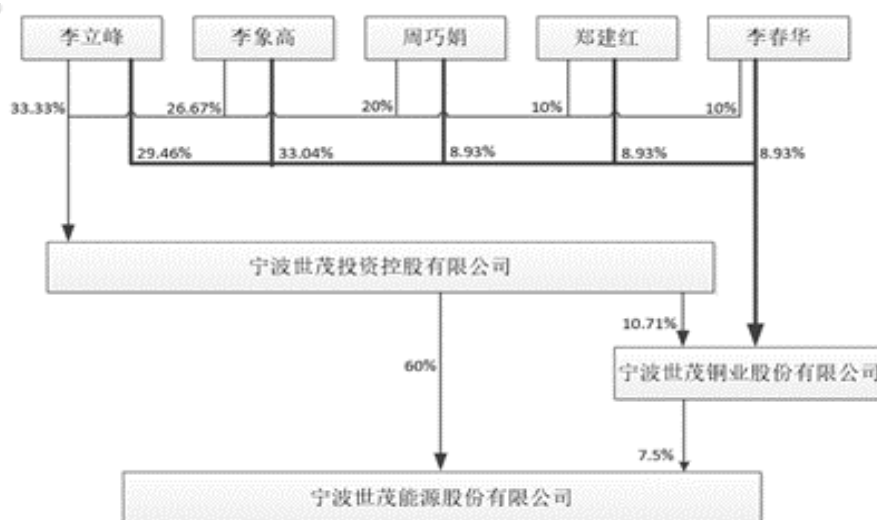 李立峰 李象高 周巧娟 郑建红 李春华
33.33% 26.67% 20% 10% 10%
29.46% 33.04% 8.93% 8.93% 8.93%
宁波世茂投资控股有限公司
10.71%
60%
宁波世茂铜业股份有限公司
7.5%
宁波世茂能源股份有限公司